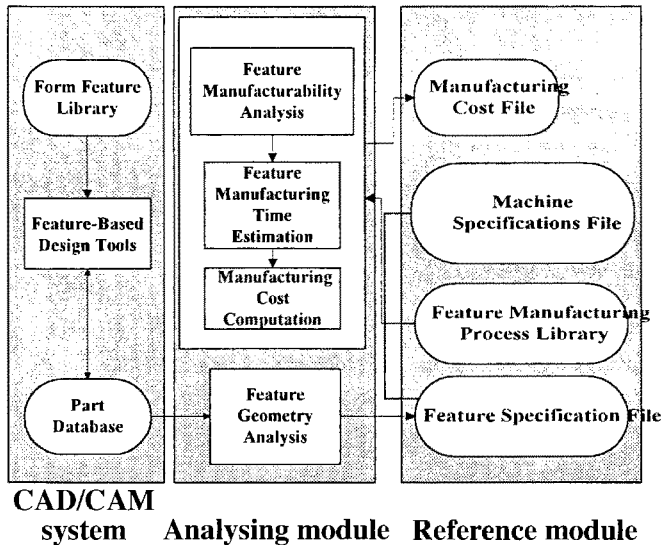 Form Feature
Library
Feature-Based
Design Tools
Part
Database
Feature
Manufacturability
Analysis
Feature
Manufacturing
Time
Estimation
Manufacturing
Cost
Computation
Feature
Geometry
Analysis
Manufacturing
Cost File
Machine
Specifications File
Feature Manufacturing
Process Library
Feature Specification File
CAD/CAM
system
Analysing module
Reference module